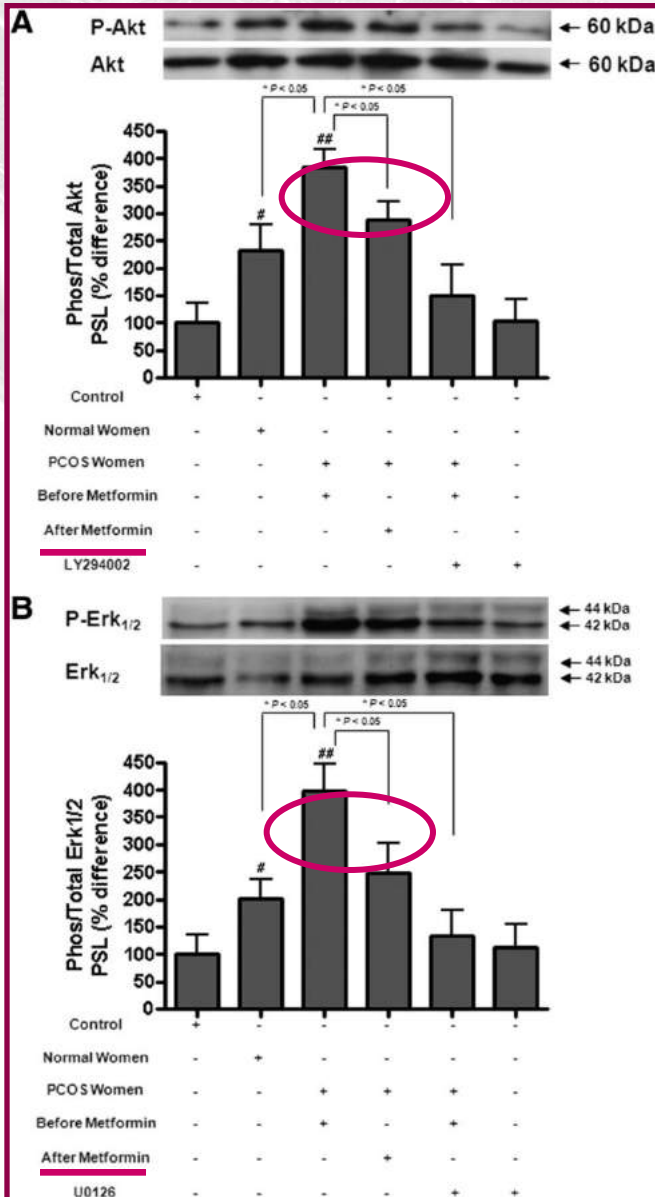 A
P-Akt
← 60 kDa
Akt
← 60 kDa
* P < 0.05
* P < 0.05
* P < 0.05
Phos/Total Akt
PSL (% difference)
450
400
350
300
250
200
150
100
50
0
#
##
Control + - - - - -
Normal Women - + - - - -
PCOS Women - - + + + -
Before Metformin - - + - + -
After Metformin - - - + - -
LY294002 - - - - + +
B
P-Erk1/2
← 44 kDa
← 42 kDa
Erk1/2
← 44 kDa
← 42 kDa
* P < 0.05
* P < 0.05
* P < 0.05
Phos/Total Erk1/2
PSL (% difference)
450
400
350
300
250
200
150
100
50
0
#
##
Control + - - - - -
Normal Women - + - - - -
PCOS Women - - + + + -
Before Metformin - - + - + -
After Metformin - - - + - -
U0126 - - - - + +